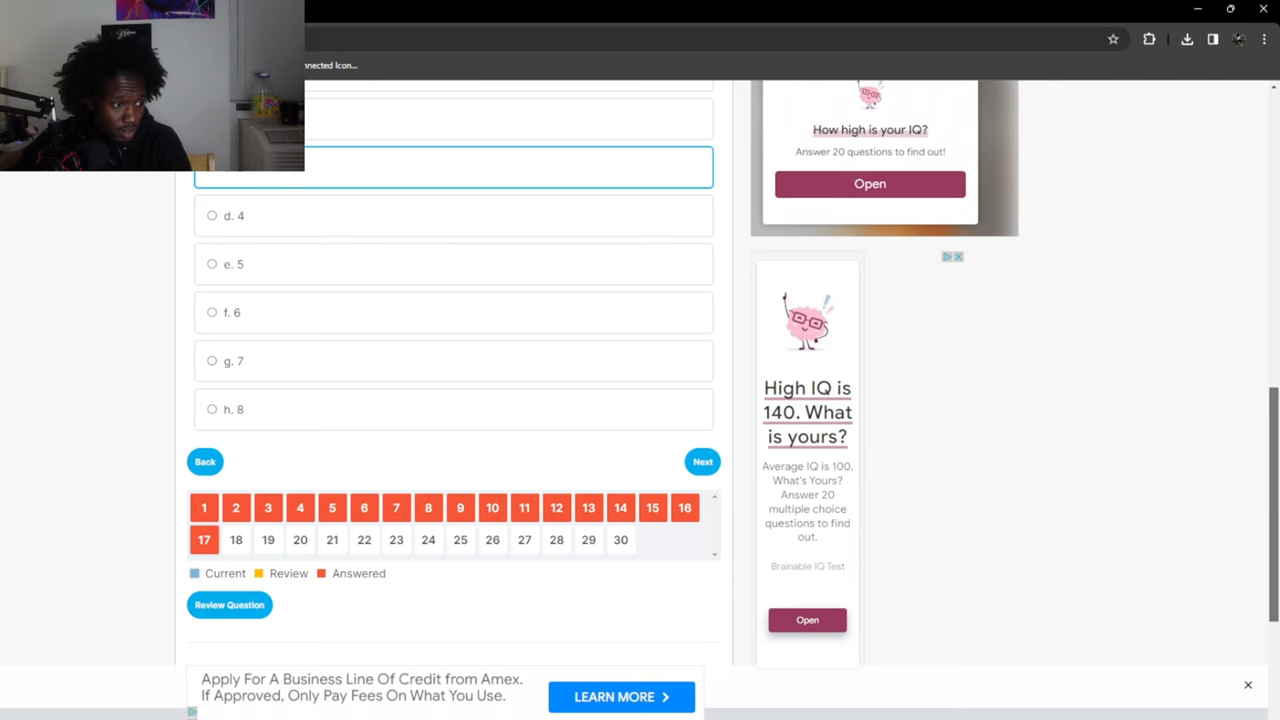 nnected Icon...
How high is your IQ?
Answer 20 questions to find out!
Open
d. 4
e. 5
f. 6
g. 7
h. 8
Back
Next
1 2 3 4 5 6 7 8 9 10 11 12 13 14 15 16
17 18 19 20 21 22 23 24 25 26 27 28 29 30
Current Review Answered
Review Question
High IQ is
140. What
is yours?
Average IQ is 100.
What's Yours?
Answer 20
multiple choice
questions to find
out.
Brainable IQ Test
Open
Apply For A Business Line Of Credit from Amex.
If Approved, Only Pay Fees On What You Use.
LEARN MORE